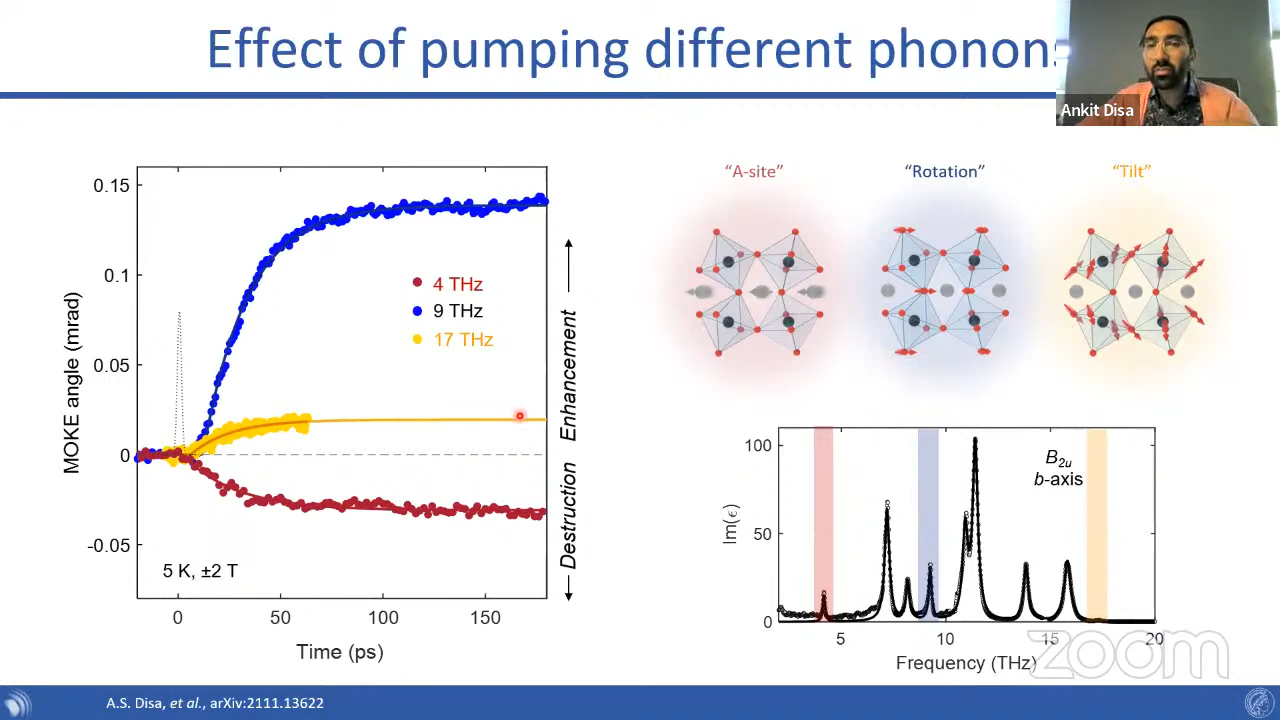 Effect of pumping different phonons
Ankit Disa
MOKE angle (mrad)
0.15
0.1
0.05
0
-0.05
4 THz
9 THz
17 THz
5 K, ±2 T
0
50
100
150
Time (ps)
Enhancement
Destruction
"A-site"
"Rotation"
"Tilt"
Im(ϵ)
100
50
0
B2u
b-axis
5
10
15
20
Frequency (THz)
zoom
A.S. Disa, et al., arXiv:2111.13622